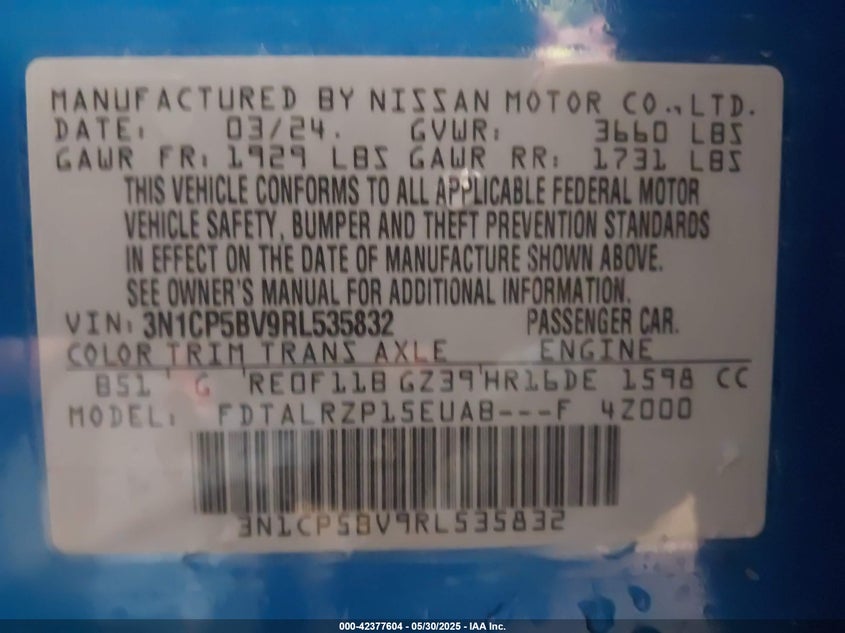 MANUFACTURED BY NISSAN MOTOR CO., LTD.
DATE: 03/24. GVWR: 3660 LBS
GAWR FR: 1929 LBS GAWR RR: 1731 LBS
THIS VEHICLE CONFORMS TO ALL APPLICABLE FEDERAL MOTOR
VEHICLE SAFETY, BUMPER AND THEFT PREVENTION STANDARDS
IN EFFECT ON THE DATE OF MANUFACTURE SHOWN ABOVE.
SEE OWNER'S MANUAL FOR ADDITIONAL INFORMATION.
VIN: 3N1CP5BV9RL535832 PASSENGER CAR.
COLOR TRIM TRANS AXLE ENGINE
B51 G RE0F11B GZ39 HR16DE 1598 CC
MODEL: FDTALRZP15EUAB---F 4Z000
3N1CP5BV9RL535832
000-42377604 - 05/30/2025 - IAA Inc.